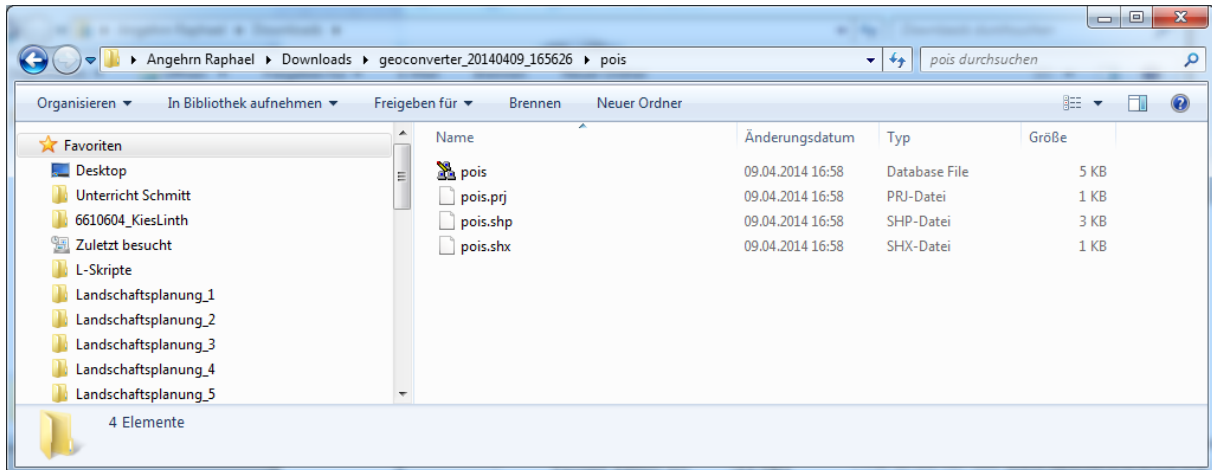 Angehrn Raphael ▸ Downloads ▸ geoconverter_20140409_165626 ▸ pois
pois durchsuchen
Organisieren In Bibliothek aufnehmen Freigeben für Brennen Neuer Ordner
Name Änderungsdatum Typ Größe
Favoriten
Desktop
Unterricht Schmitt
6610604_KiesLinth
Zuletzt besucht
L-Skripte
Landschaftsplanung_1
Landschaftsplanung_2
Landschaftsplanung_3
Landschaftsplanung_4
Landschaftsplanung_5
pois 09.04.2014 16:58 Database File 5 KB
pois.prj 09.04.2014 16:58 PRJ-Datei 1 KB
pois.shp 09.04.2014 16:58 SHP-Datei 3 KB
pois.shx 09.04.2014 16:58 SHX-Datei 1 KB
4 Elemente